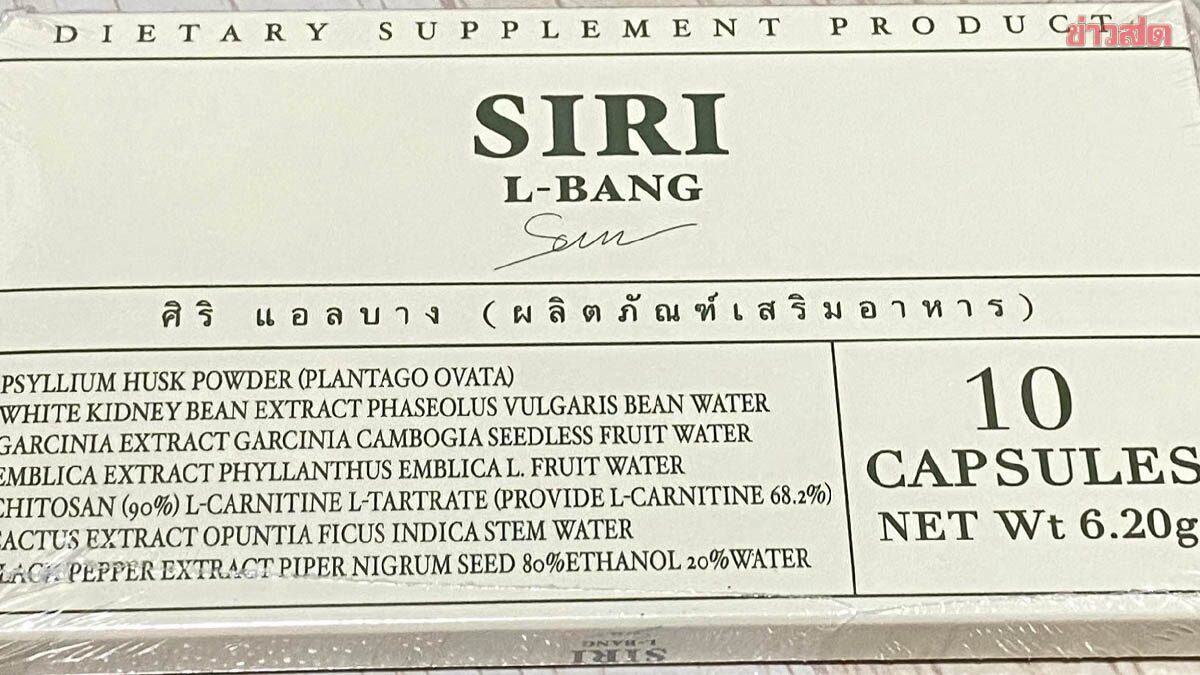 DIETARY SUPPLEMENT PRODUCT
ข่าวสด
SIRI
L-BANG
ศิริ แอลบาง (ผลิตภัณฑ์เสริมอาหาร)
PSYLLIUM HUSK POWDER (PLANTAGO OVATA)
WHITE KIDNEY BEAN EXTRACT PHASEOLUS VULGARIS BEAN WATER
GARCINIA EXTRACT GARCINIA CAMBOGIA SEEDLESS FRUIT WATER
EMBLICA EXTRACT PHYLLANTHUS EMBLICA L. FRUIT WATER
CHITOSAN (90%) L-CARNITINE L-TARTRATE (PROVIDE L-CARNITINE 68.2%)
CACTUS EXTRACT OPUNTIA FICUS INDICA STEM WATER
BLACK PEPPER EXTRACT PIPER NIGRUM SEED 80%ETHANOL 20%WATER
10
CAPSULES
NET Wt 6.20g
L-BANG
SIRI